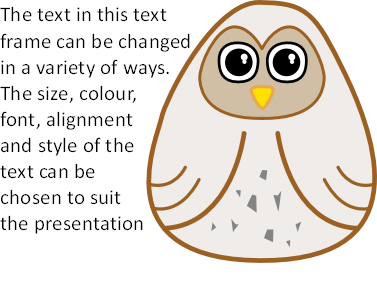 The text in this text
frame can be changed
in a variety of ways.
The size, colour,
font, alignment
and style of the
text can be
chosen to suit
the presentation